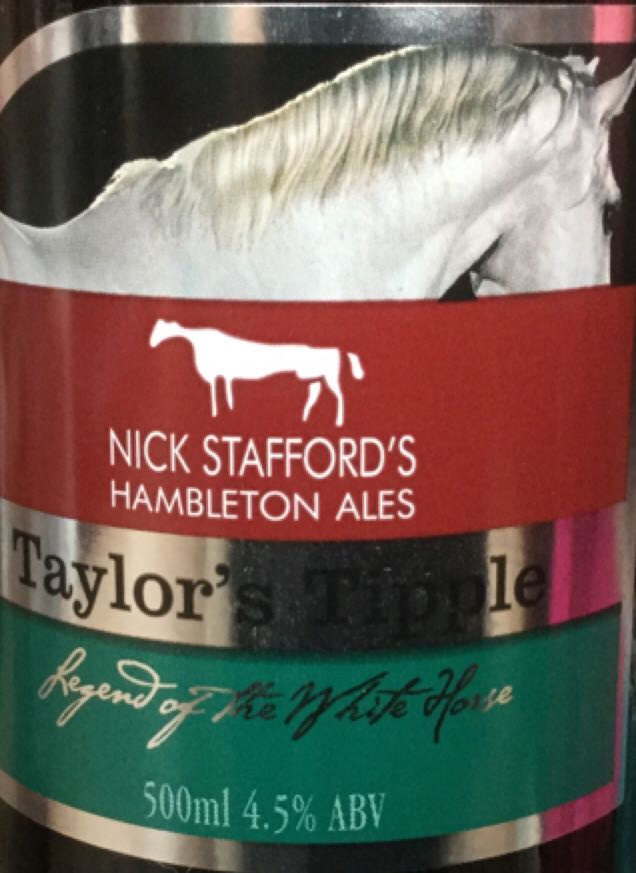 NICK STAFFORD'S
HAMBLETON ALES
Taylor's Tipple
Legend of the White Horse
500ml 4.5% ABV